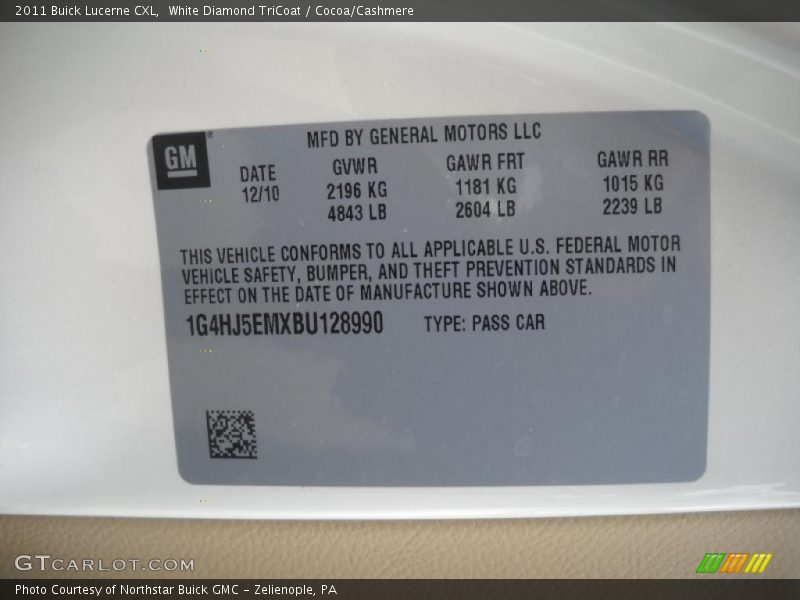 2011 Buick Lucerne CXL,  White Diamond TriCoat / Cocoa/Cashmere
GM®
MFD BY GENERAL MOTORS LLC
DATE GVWR GAWR FRT GAWR RR
12/10 2196 KG 1181 KG 1015 KG
4843 LB 2604 LB 2239 LB
THIS VEHICLE CONFORMS TO ALL APPLICABLE U.S. FEDERAL MOTOR
VEHICLE SAFETY, BUMPER, AND THEFT PREVENTION STANDARDS IN
EFFECT ON THE DATE OF MANUFACTURE SHOWN ABOVE.
1G4HJ5EMXBU128990 TYPE: PASS CAR
GTCARLOT.COM
Photo Courtesy of Northstar Buick GMC - Zelienople, PA